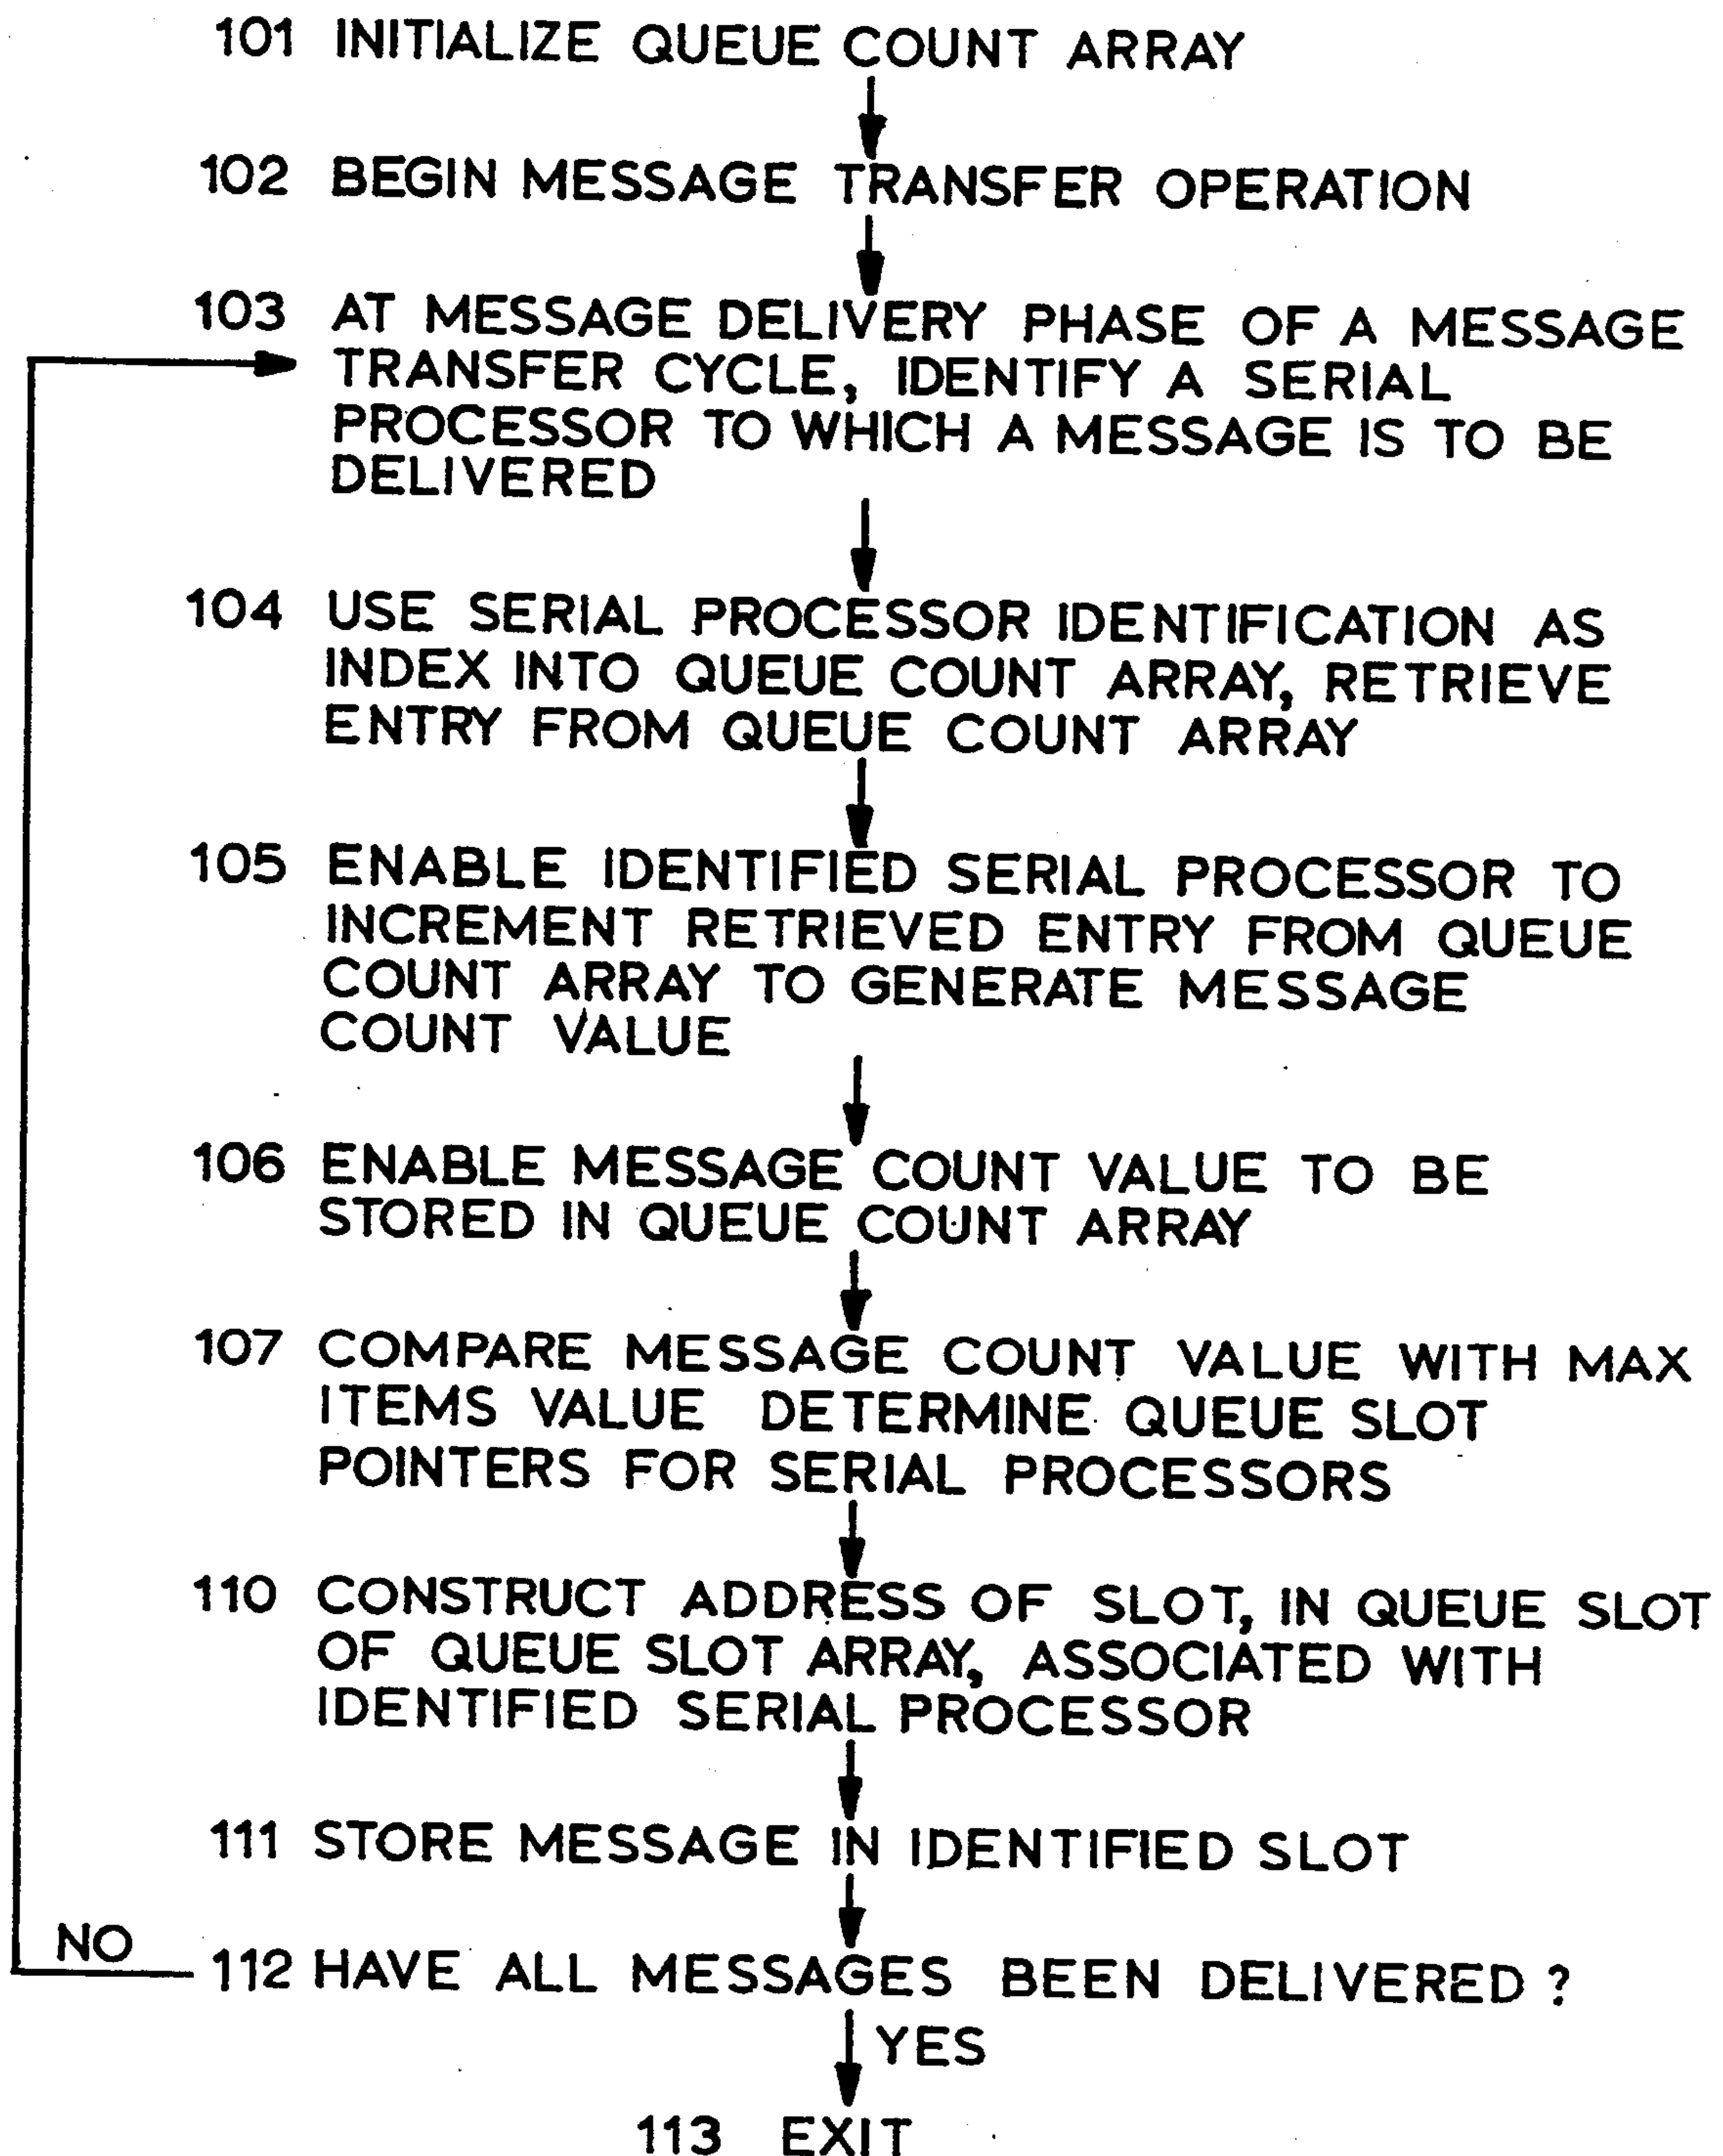 101 INITIALIZE QUEUE COUNT ARRAY
102 BEGIN MESSAGE TRANSFER OPERATION
103 AT MESSAGE DELIVERY PHASE OF A MESSAGE
TRANSFER CYCLE, IDENTIFY A SERIAL
PROCESSOR TO WHICH A MESSAGE IS TO BE
DELIVERED
104 USE SERIAL PROCESSOR IDENTIFICATION AS
INDEX INTO QUEUE COUNT ARRAY, RETRIEVE
ENTRY FROM QUEUE COUNT ARRAY
105 ENABLE IDENTIFIED SERIAL PROCESSOR TO
INCREMENT RETRIEVED ENTRY FROM QUEUE
COUNT ARRAY TO GENERATE MESSAGE
COUNT VALUE
106 ENABLE MESSAGE COUNT VALUE TO BE
STORED IN QUEUE COUNT ARRAY
107 COMPARE MESSAGE COUNT VALUE WITH MAX
ITEMS VALUE DETERMINE QUEUE SLOT
POINTERS FOR SERIAL PROCESSORS
110 CONSTRUCT ADDRESS OF SLOT, IN QUEUE SLOT
OF QUEUE SLOT ARRAY, ASSOCIATED WITH
IDENTIFIED SERIAL PROCESSOR
111 STORE MESSAGE IN IDENTIFIED SLOT
NO
112 HAVE ALL MESSAGES BEEN DELIVERED ?
YES
113 EXIT